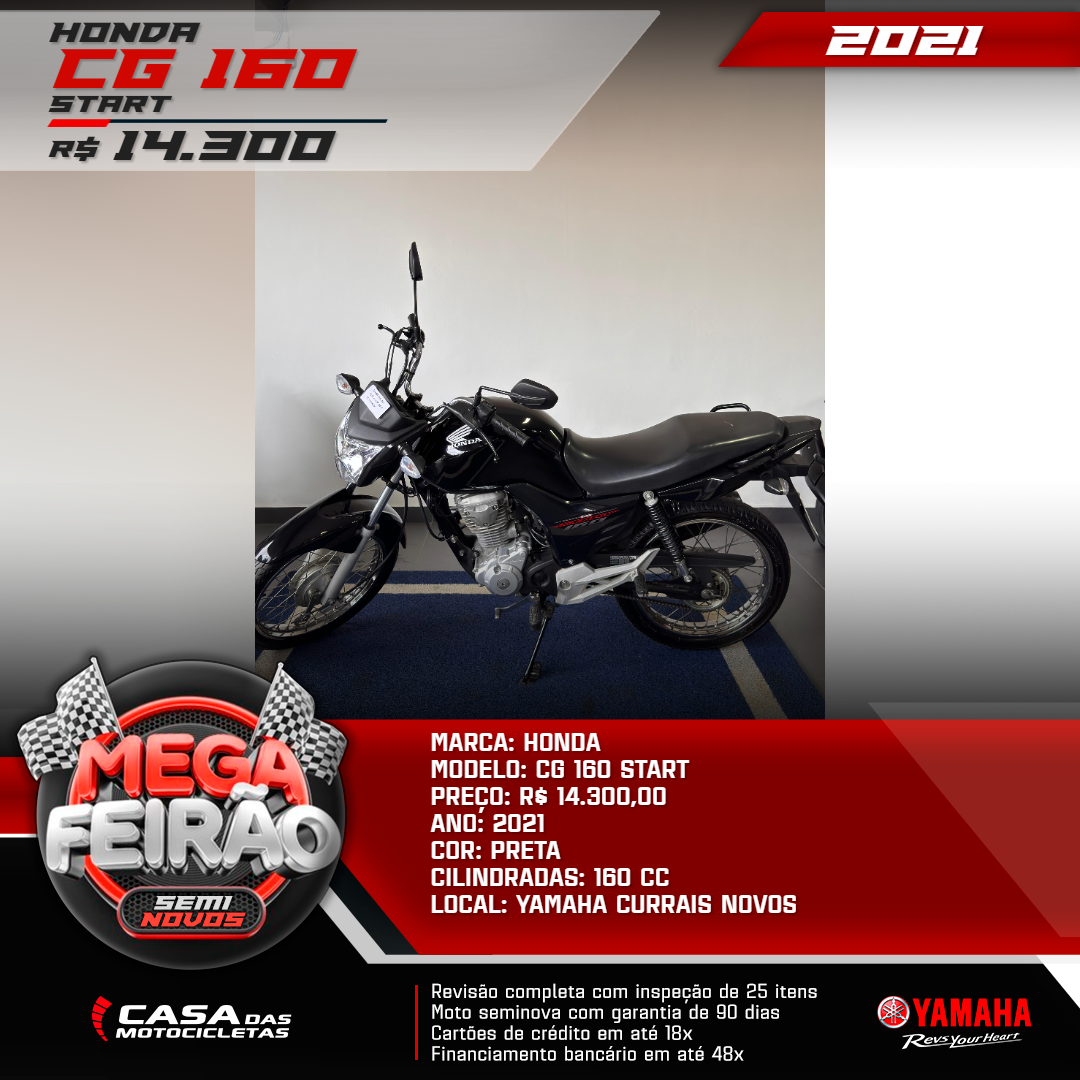 HONDA
CG 160
START
R$ 14.300
2021
HONDA
MEGA
FEIRÃO
SEMI
NOVOS
MARCA: HONDA
MODELO: CG 160 START
PREÇO: R$ 14.300,00
ANO: 2021
COR: PRETA
CILINDRADAS: 160 CC
LOCAL: YAMAHA CURRAIS NOVOS
CASA DAS
MOTOCICLETAS
Revisão completa com inspeção de 25 itens
Moto seminova com garantia de 90 dias
Cartões de crédito em até 18x
Financiamento bancário em até 48x
YAMAHA
Revs Your Heart